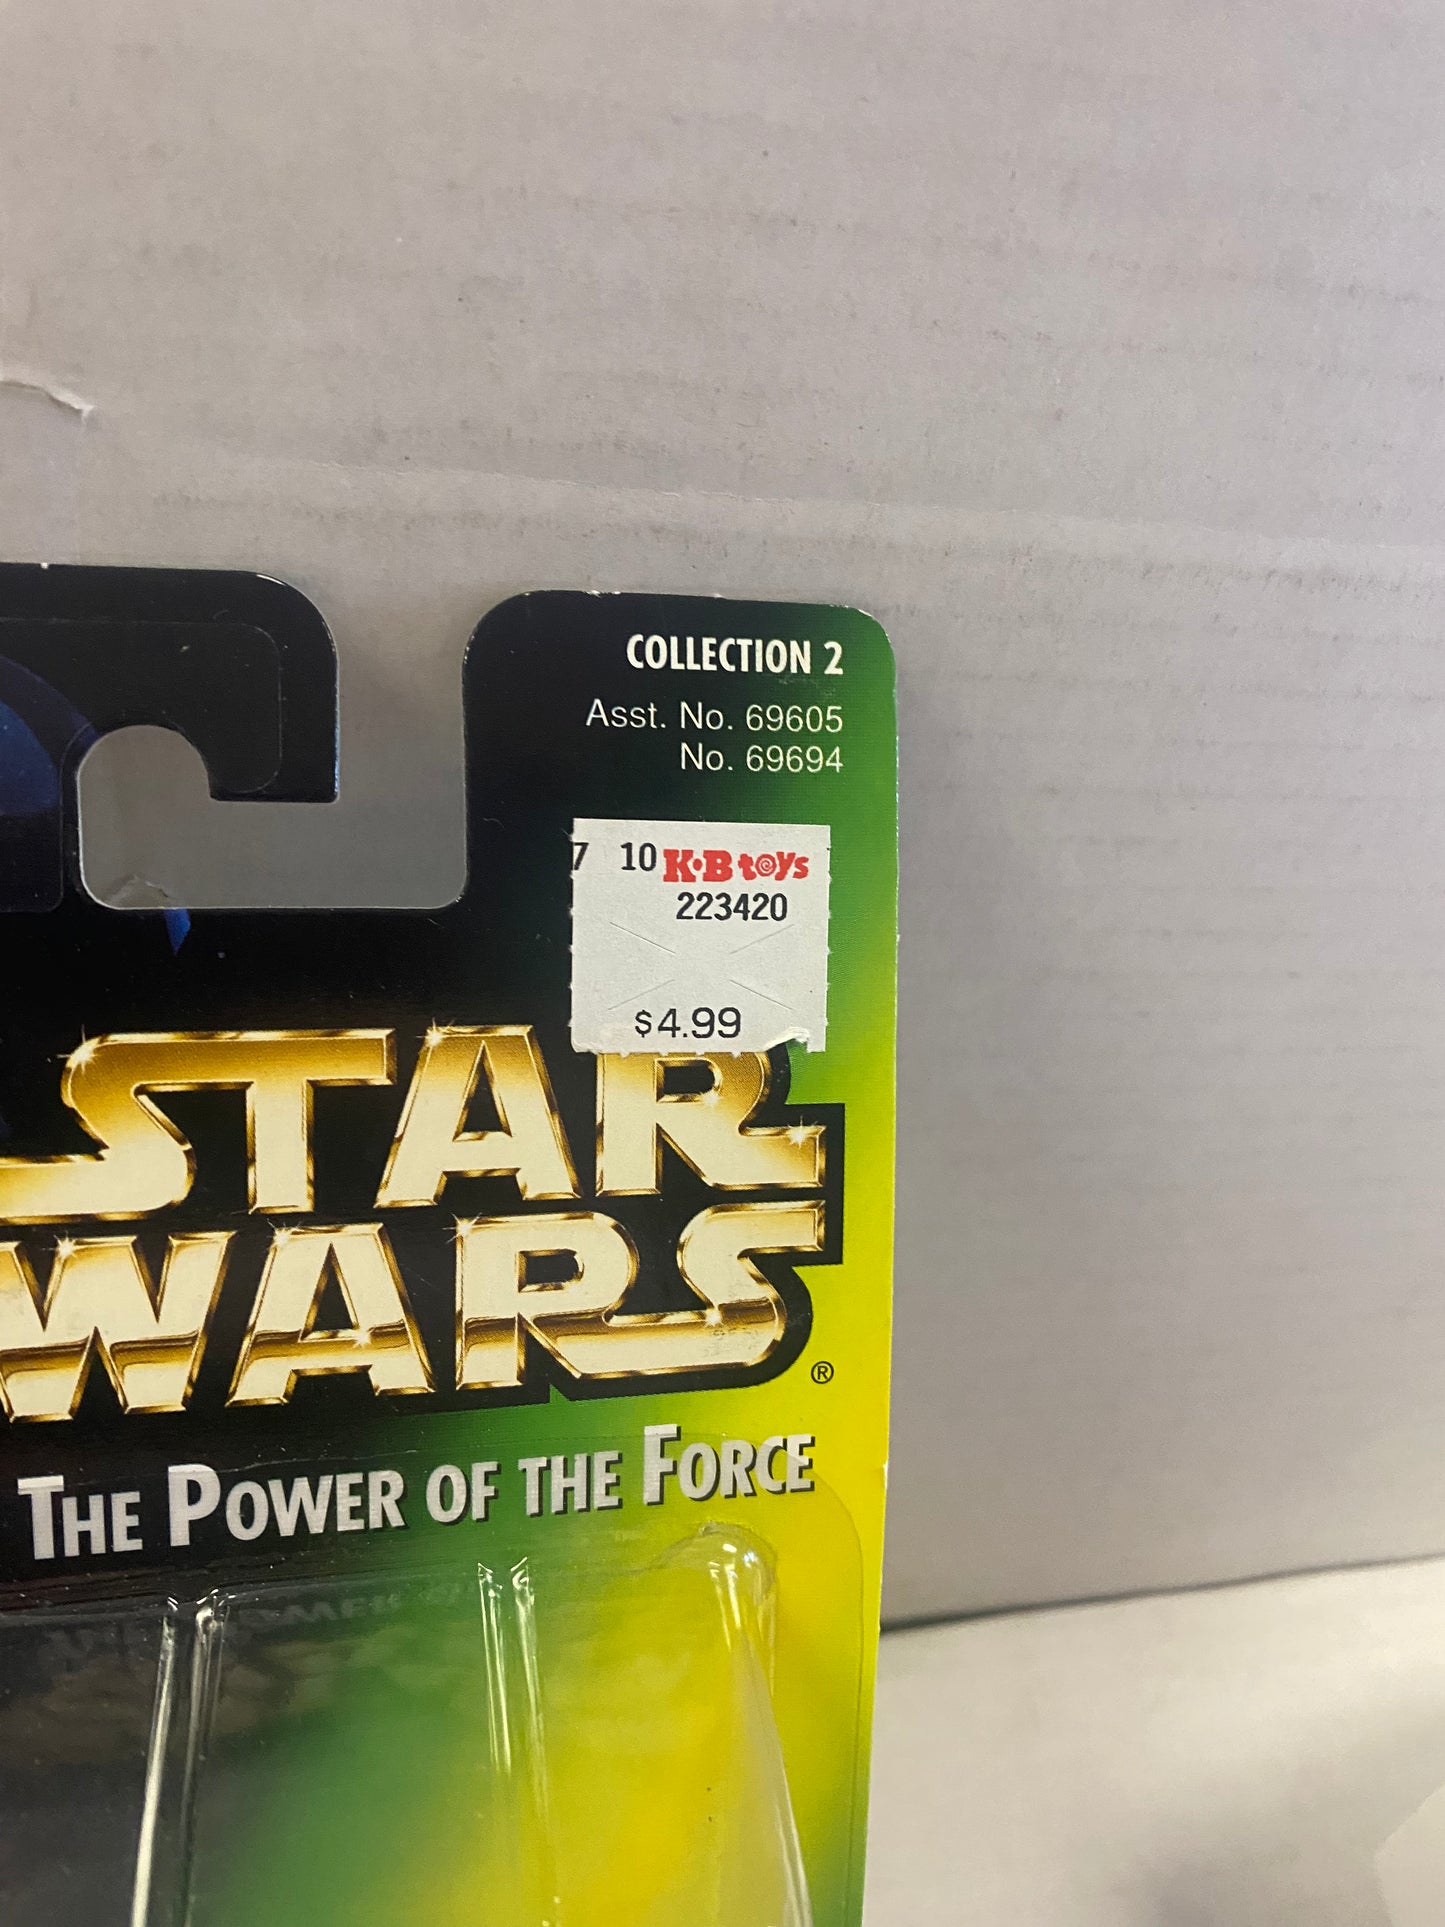 COLLECTION 2
Asst. No. 69605
No. 69694
7 10 K·B toys
223420
$4.99
STAR
WARS
®
THE POWER OF THE FORCE